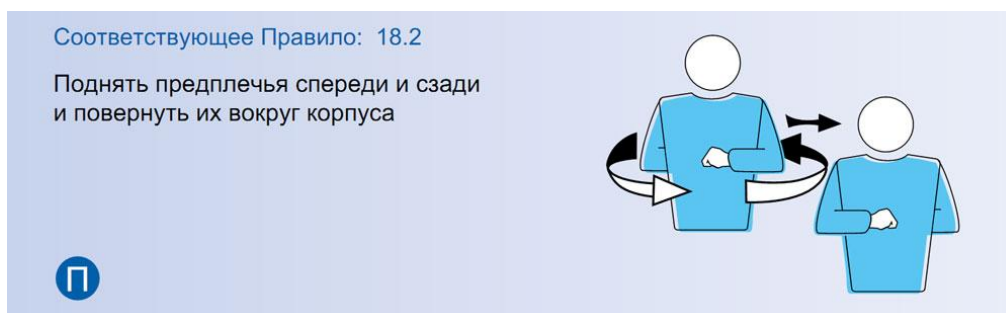 Соответствующее Правило: 18.2
Поднять предплечья спереди и сзади
и повернуть их вокруг корпуса
П